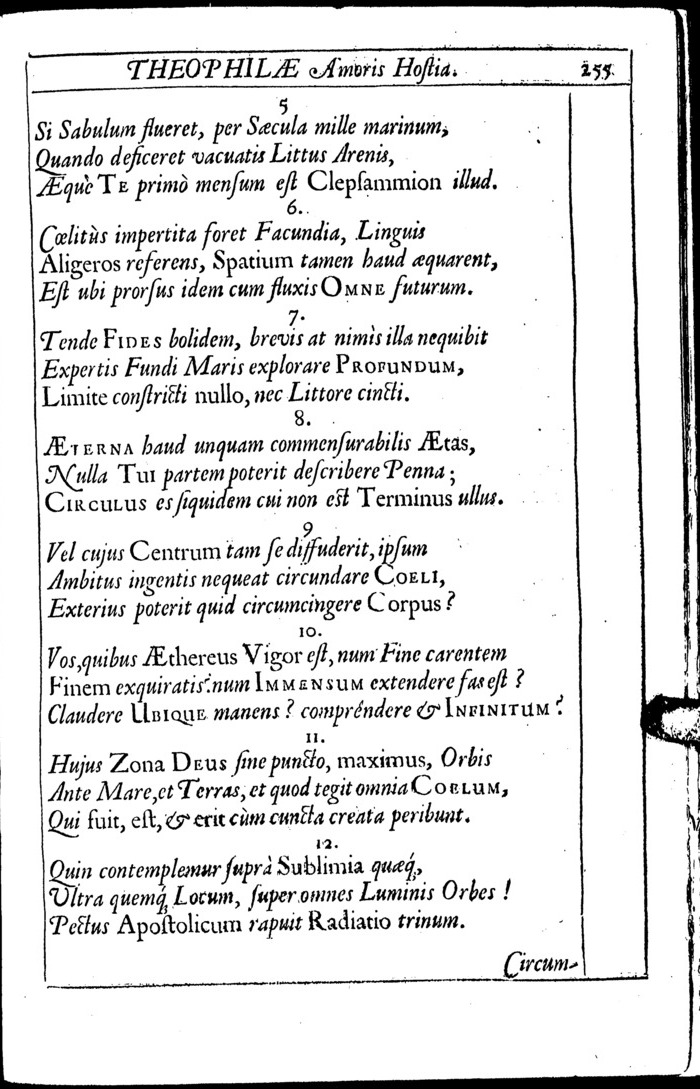 THEOPHILÆ Amoris Hoſtia. 255
5
Si Sabulum flueret, per Sæcula mille marinum,
Quando deficeret vacuatis Littus Arenis,
Æquè TE primò menſum eſt Clepſammion illud.
6.
Cœlitùs impertita foret Facundia, Linguis
Aligeros referens, Spatium tamen haud æquarent,
Eſt ubi prorſus idem cum fluxis OMNE futurum.
7.
Tende FIDES bolidem, brevis at nimìs illa nequibit
Expertis Fundi Maris explorare PROFUNDUM,
Limite conſtricti nullo, nec Littore cincti.
8.
ÆTERNA haud unquam commenſurabilis Ætas,
Nulla TUI partem poterit deſcribere Penna;
CIRCULUS es ſiquidem cui non eſt Terminus ullus.
9
Vel cujus Centrum tam ſe diffuderit, ipſum
Ambitus ingentis nequeat circundare COELI,
Exterius poterit quid circumcingere Corpus?
10.
Vos, quibus Æthereus Vigor eſt, num Fine carentem
Finem exquiratis? num IMMENSUM extendere fas eſt?
Claudere UBIQUE manens? compréndere & INFINITUM?
11.
Hujus Zona DEUS ſine puncto, maximus, Orbis
Ante Mare, et Terras, et quod tegit omnia COELUM,
Qui fuit, eſt, & erit cùm cuncta creata peribunt.
12.
Quin contemplemur ſuprà Sublimia quæq́;
Ultra quemq́; Locum, ſuper omnes Luminis Orbes!
Pectus Apoſtolicum rapuit Radiatio trinum.
Circum-